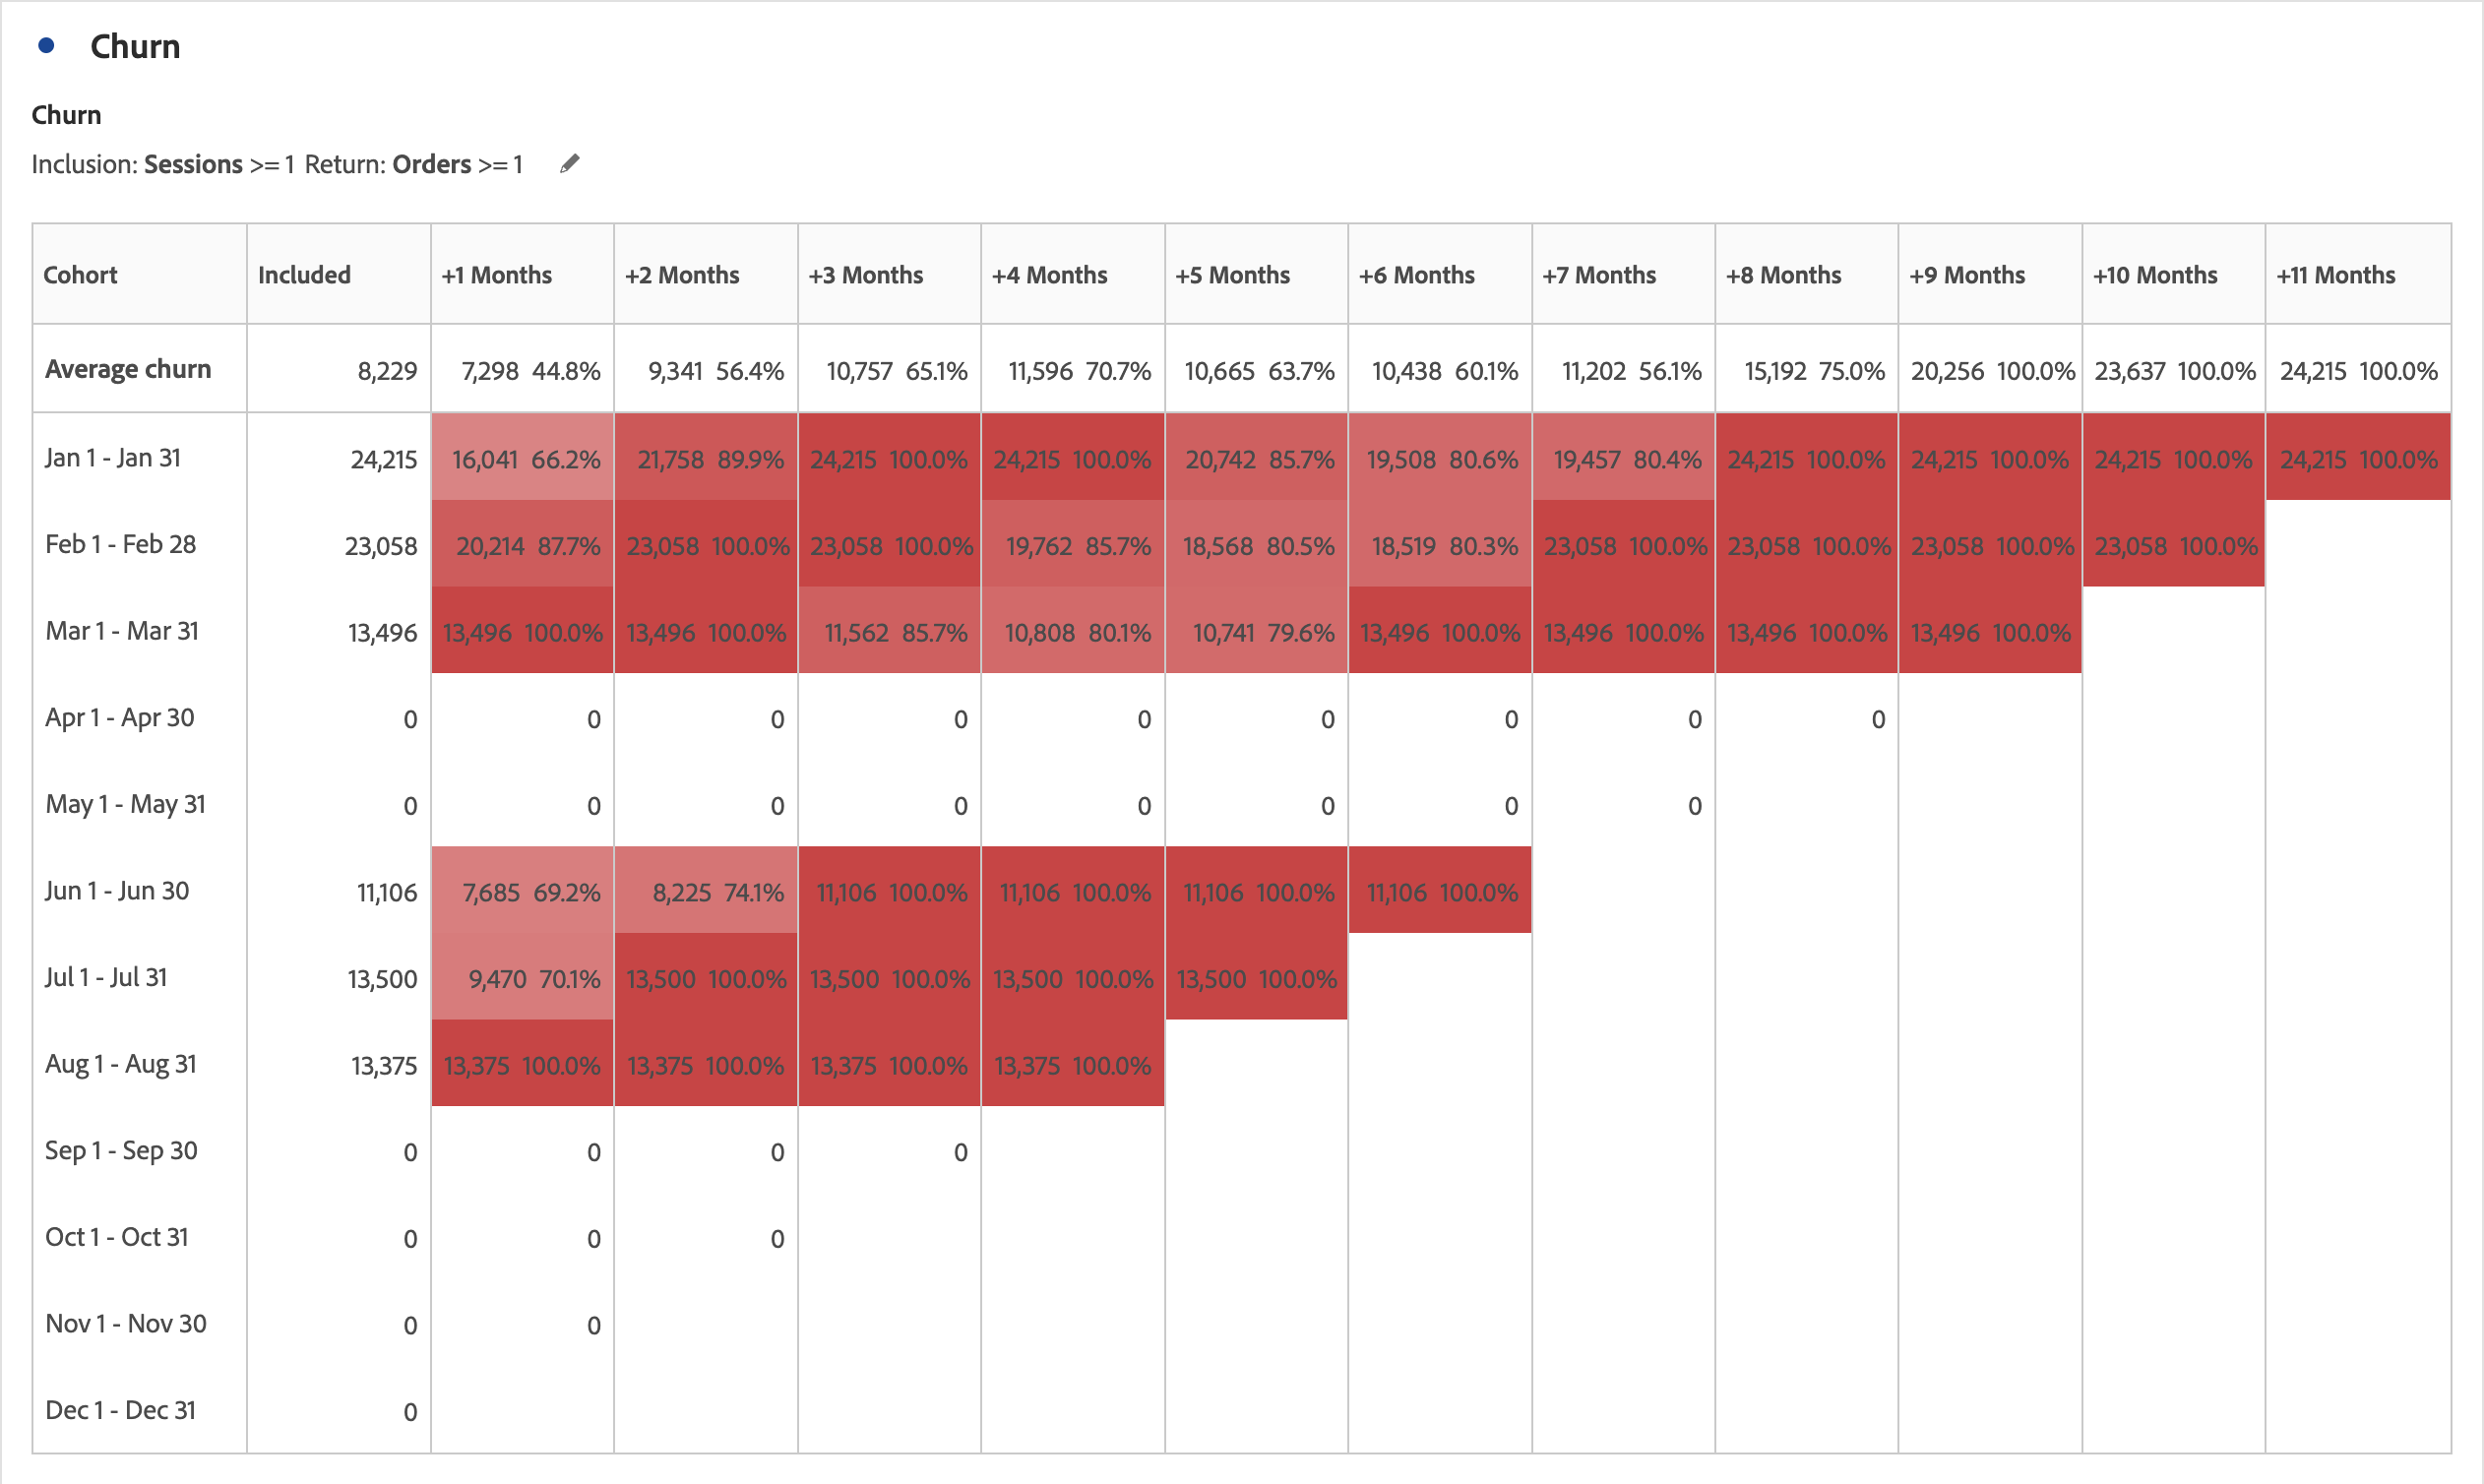 Churn
Churn
Inclusion: Sessions >= 1 Return: Orders >= 1
Cohort Included +1 Months +2 Months +3 Months +4 Months +5 Months +6 Months +7 Months +8 Months +9 Months +10 Months +11 Months
Average churn 8,229 7,298 44.8% 9,341 56.4% 10,757 65.1% 11,596 70.7% 10,665 63.7% 10,438 60.1% 11,202 56.1% 15,192 75.0% 20,256 100.0% 23,637 100.0% 24,215 100.0%
Jan 1 - Jan 31 24,215 16,041 66.2% 21,758 89.9% 24,215 100.0% 24,215 100.0% 20,742 85.7% 19,508 80.6% 19,457 80.4% 24,215 100.0% 24,215 100.0% 24,215 100.0% 24,215 100.0%
Feb 1 - Feb 28 23,058 20,214 87.7% 23,058 100.0% 23,058 100.0% 19,762 85.7% 18,568 80.5% 18,519 80.3% 23,058 100.0% 23,058 100.0% 23,058 100.0% 23,058 100.0%
Mar 1 - Mar 31 13,496 13,496 100.0% 13,496 100.0% 11,562 85.7% 10,808 80.1% 10,741 79.6% 13,496 100.0% 13,496 100.0% 13,496 100.0% 13,496 100.0%
Apr 1 - Apr 30 0 0 0 0 0 0 0 0 0
May 1 - May 31 0 0 0 0 0 0 0 0
Jun 1 - Jun 30 11,106 7,685 69.2% 8,225 74.1% 11,106 100.0% 11,106 100.0% 11,106 100.0% 11,106 100.0%
Jul 1 - Jul 31 13,500 9,470 70.1% 13,500 100.0% 13,500 100.0% 13,500 100.0% 13,500 100.0%
Aug 1 - Aug 31 13,375 13,375 100.0% 13,375 100.0% 13,375 100.0% 13,375 100.0%
Sep 1 - Sep 30 0 0 0 0
Oct 1 - Oct 31 0 0 0
Nov 1 - Nov 30 0 0
Dec 1 - Dec 31 0